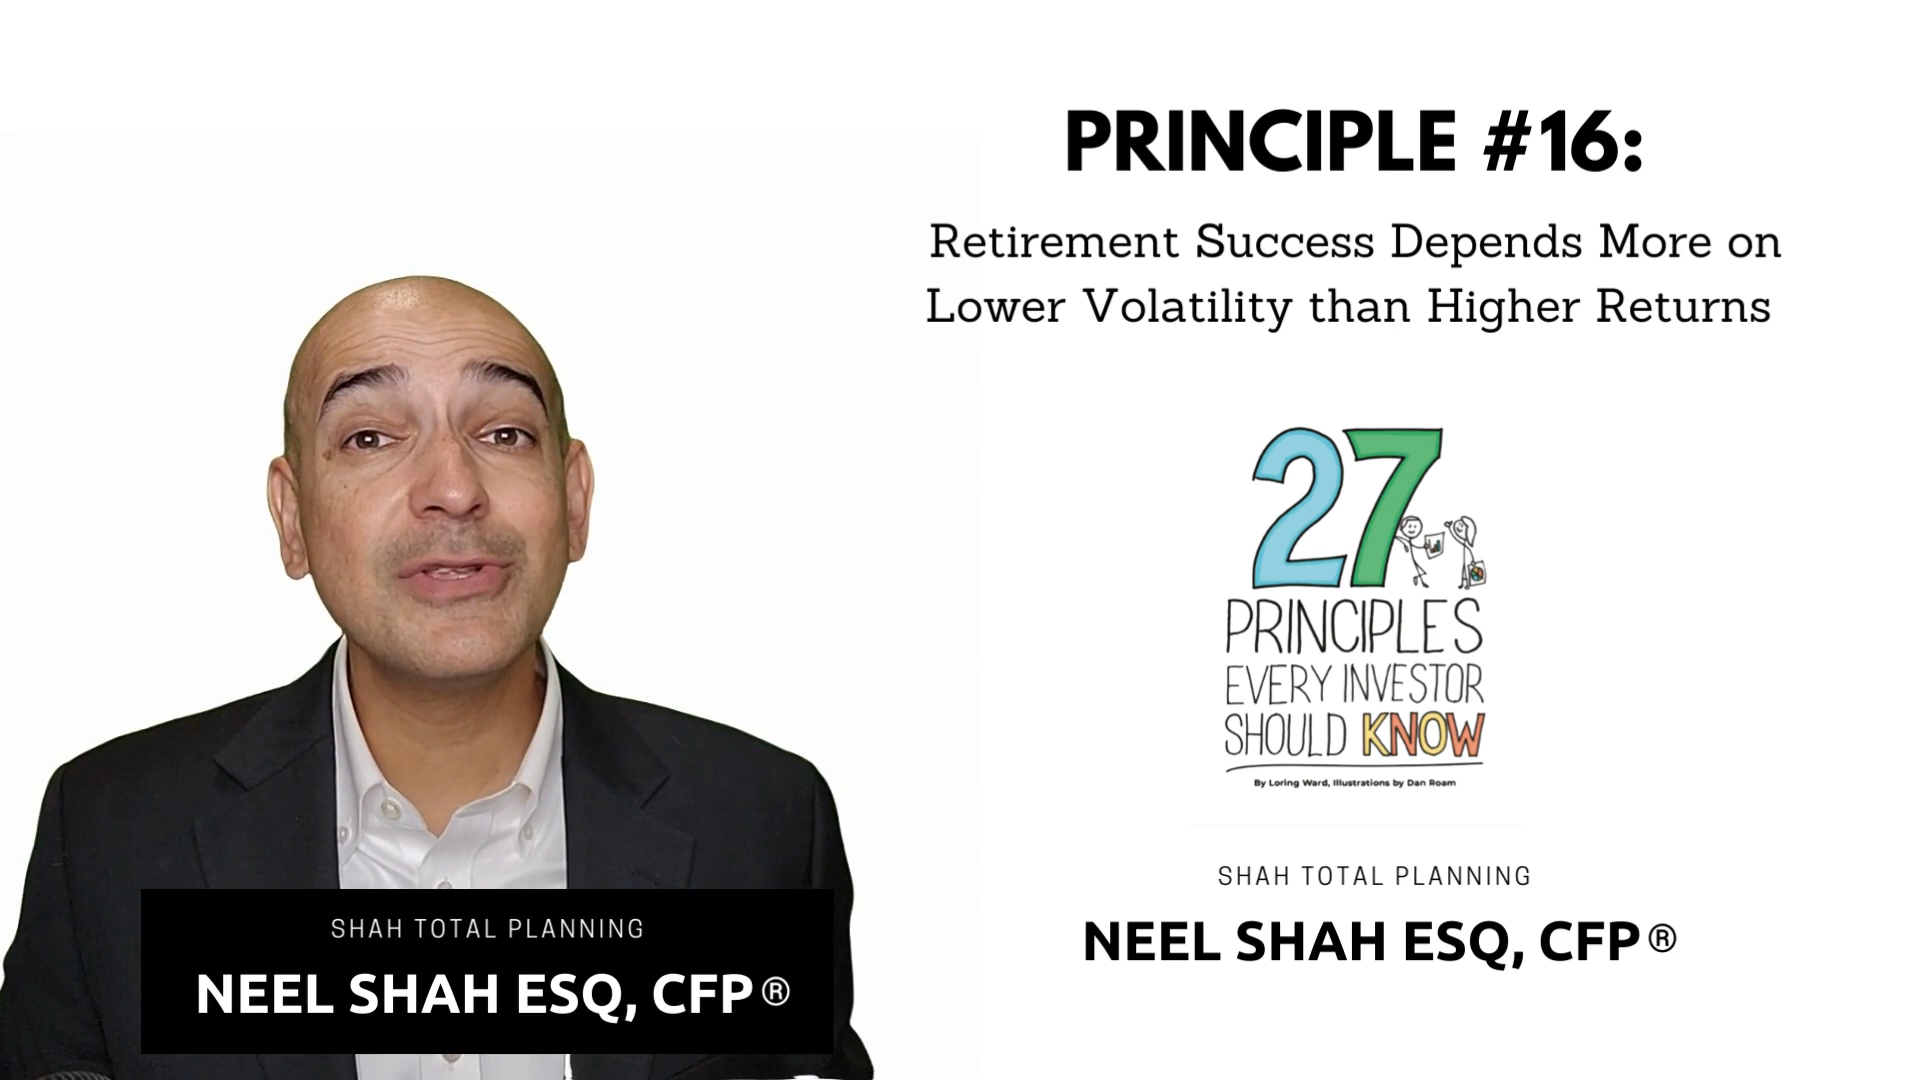 PRINCIPLE #16:
Retirement Success Depends More on
Lower Volatility than Higher Returns
27
PRINCIPLES
EVERY INVESTOR
SHOULD KNOW
By Loring Ward, Illustrations by Dan Roam
SHAH TOTAL PLANNING
NEEL SHAH ESQ, CFP®
SHAH TOTAL PLANNING
NEEL SHAH ESQ, CFP®